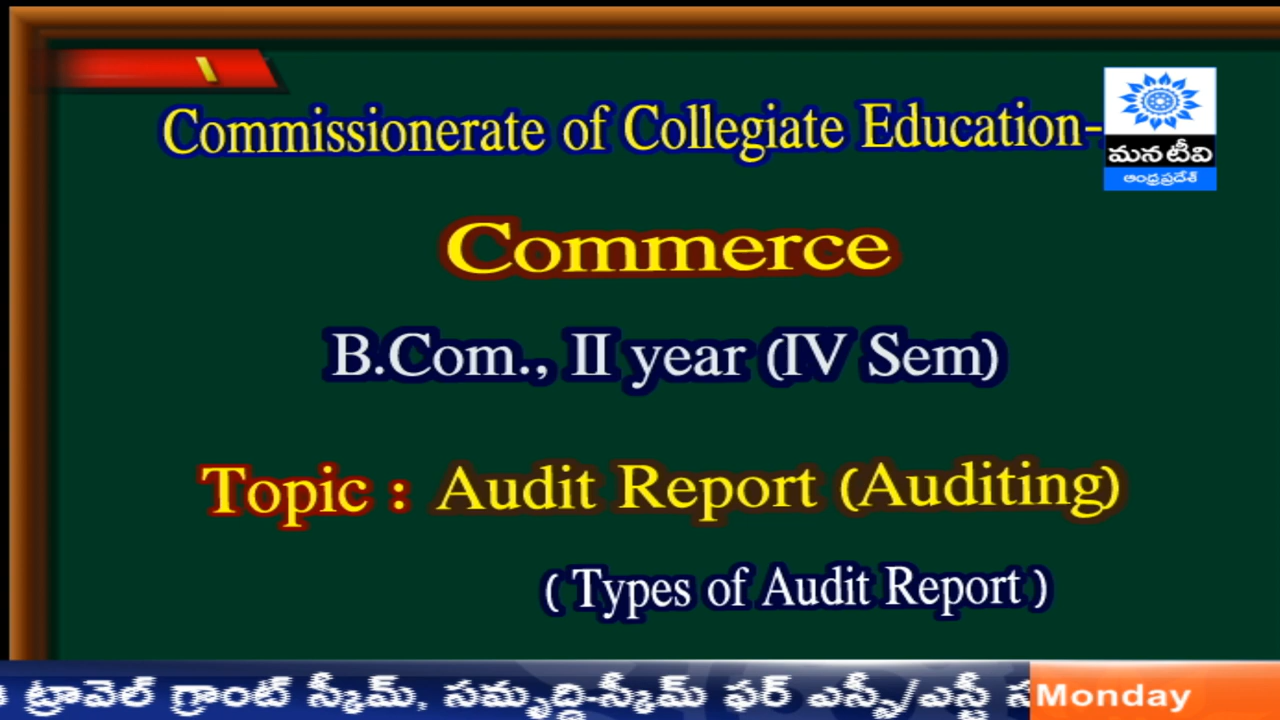 Commissionerate of Collegiate Education-
మన టీవి
ఆంధ్రప్రదేశ్
Commerce
B.Com., II year (IV Sem)
Topic : Audit Report (Auditing)
( Types of Audit Report )
ట్రావెల్ గ్రాంట్ స్కీమ్, సమృద్ధి-స్కీమ్ ఫర్ ఎస్సీ/ఎస్టీ
Monday